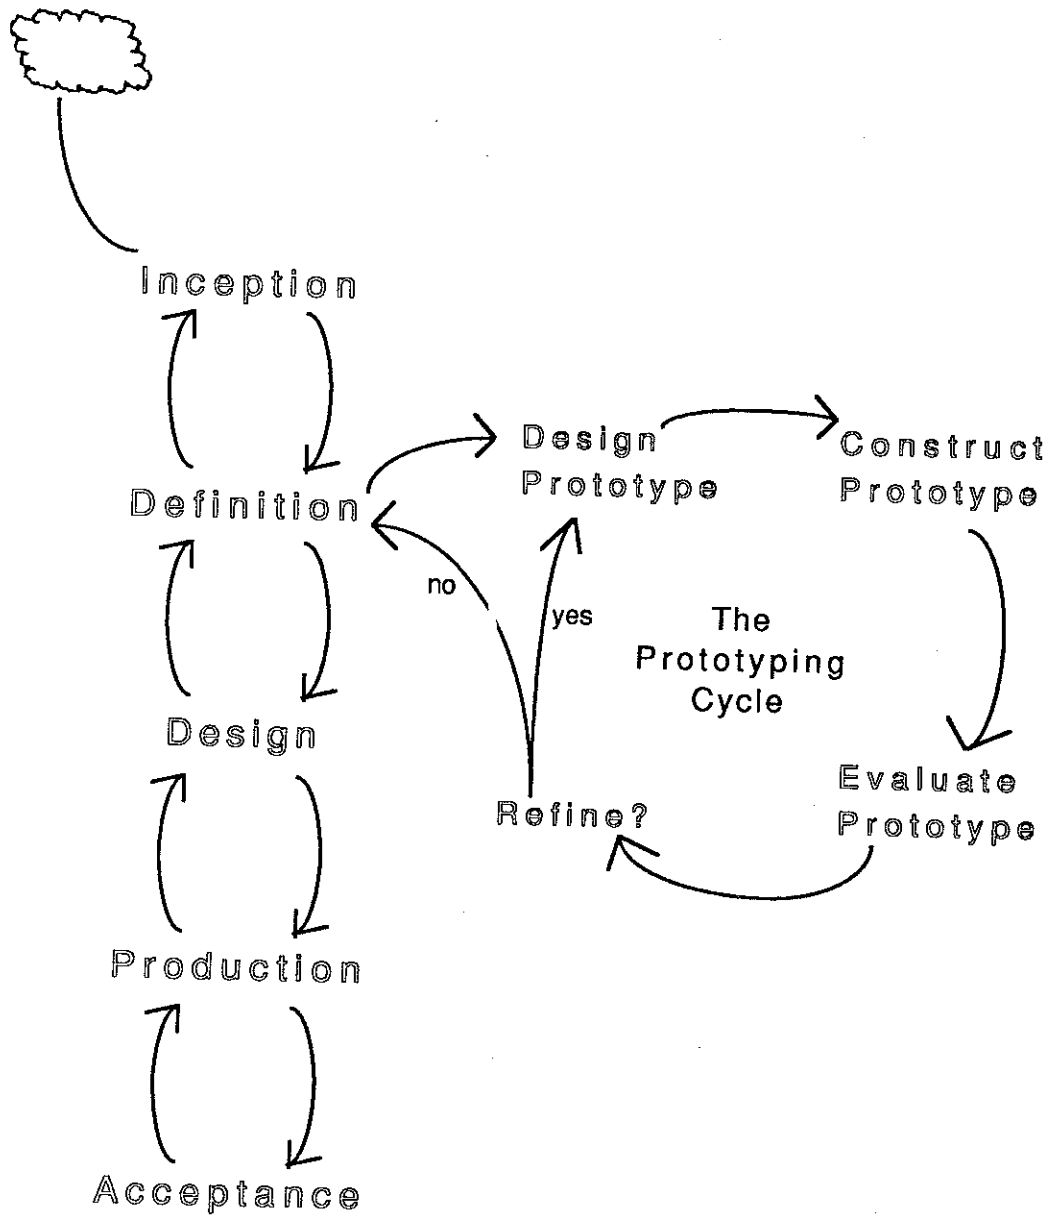 Inception
Design
Prototype
Construct
Prototype
Definition
no
yes
The
Prototyping
Cycle
Design
Evaluate
Prototype
Refine?
Production
Acceptance